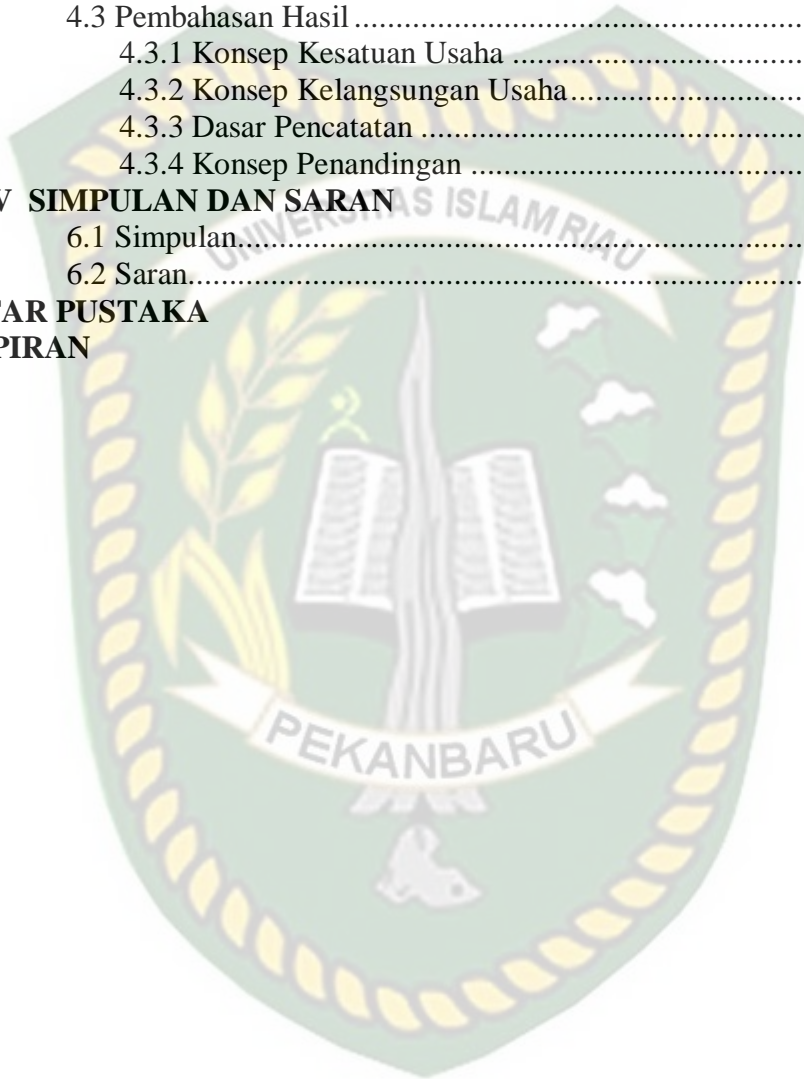 4.3 Pembahasan Hasil ........................................................................
4.3.1 Konsep Kesatuan Usaha ................................................
4.3.2 Konsep Kelangsungan Usaha.......................................
4.3.3 Dasar Pencatatan ..............................................................
4.3.4 Konsep Penandingan ......................................................
V SIMPULAN DAN SARAN
6.1 Simpulan..............................................................................................
6.2 Saran.....................................................................................................
TAR PUSTAKA
PIRAN
UNIVERSITAS ISLAM RIAU
PEKANBARU